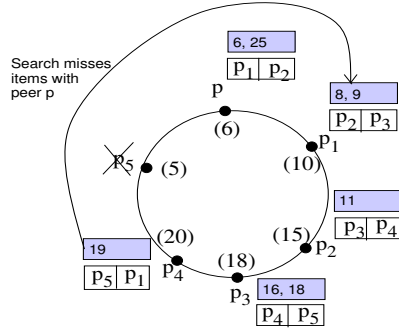 Search misses
items with
peer p
6, 25
p1 p2
8, 9
p2 p3
p
(6)
p1
(10)
p5
(5)
11
p3 p4
(15)
p2
19
p5 p1
(20)
p4
(18)
p3
16, 18
p4 p5